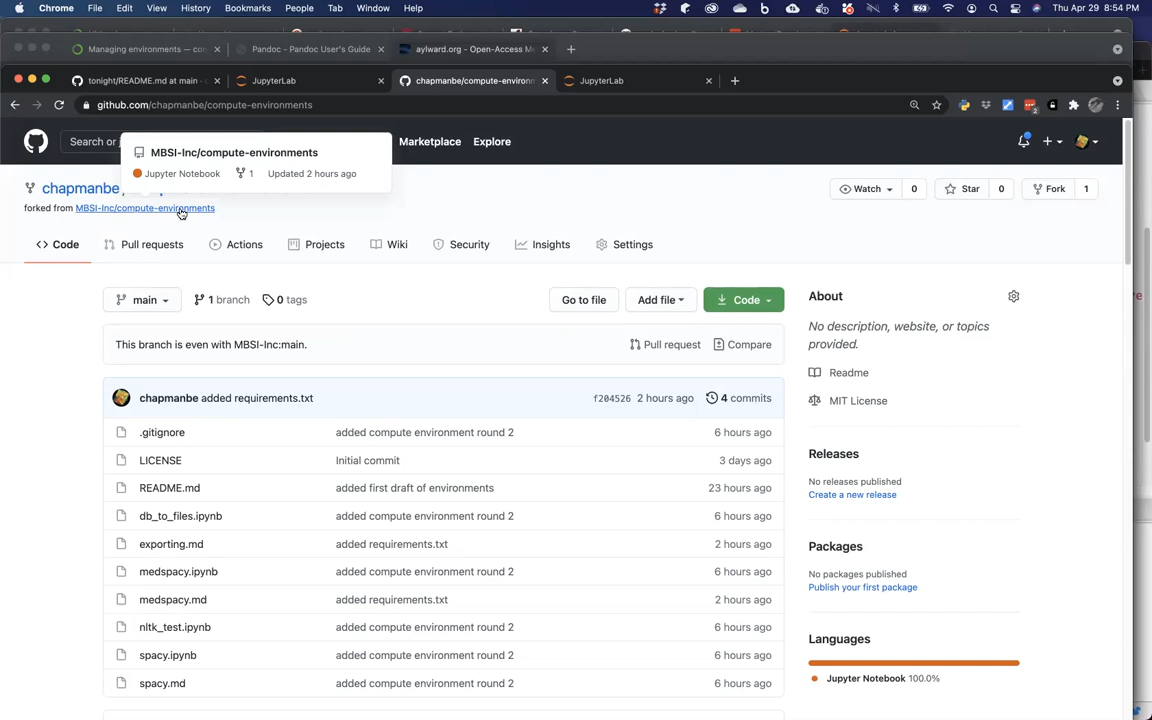 Chrome File Edit View History Bookmarks People Tab Window Help Thu Apr 29 8:54 PM
Managing environments — con × Pandoc - Pandoc User's Guide × aylward.org - Open-Access Me × +
tonight/README.md at main · × JupyterLab × chapmanbe/compute-environm × JupyterLab × +
github.com/chapmanbe/compute-environments
Search or j Marketplace Explore
MBSI-Inc/compute-environments
Jupyter Notebook 1 Updated 2 hours ago
chapmanbe/
forked from MBSI-Inc/compute-environments
Watch 0 Star 0 Fork 1
Code Pull requests Actions Projects Wiki Security Insights Settings
main 1 branch 0 tags Go to file Add file Code
This branch is even with MBSI-Inc:main. Pull request Compare
chapmanbe added requirements.txt f204526 2 hours ago 4 commits
.gitignore added compute environment round 2 6 hours ago
LICENSE Initial commit 3 days ago
README.md added first draft of environments 23 hours ago
db_to_files.ipynb added compute environment round 2 6 hours ago
exporting.md added requirements.txt 2 hours ago
medspacy.ipynb added compute environment round 2 6 hours ago
medspacy.md added requirements.txt 2 hours ago
nltk_test.ipynb added compute environment round 2 6 hours ago
spacy.ipynb added compute environment round 2 6 hours ago
spacy.md added compute environment round 2 6 hours ago
About
No description, website, or topics
provided.
Readme
MIT License
Releases
No releases published
Create a new release
Packages
No packages published
Publish your first package
Languages
Jupyter Notebook 100.0%